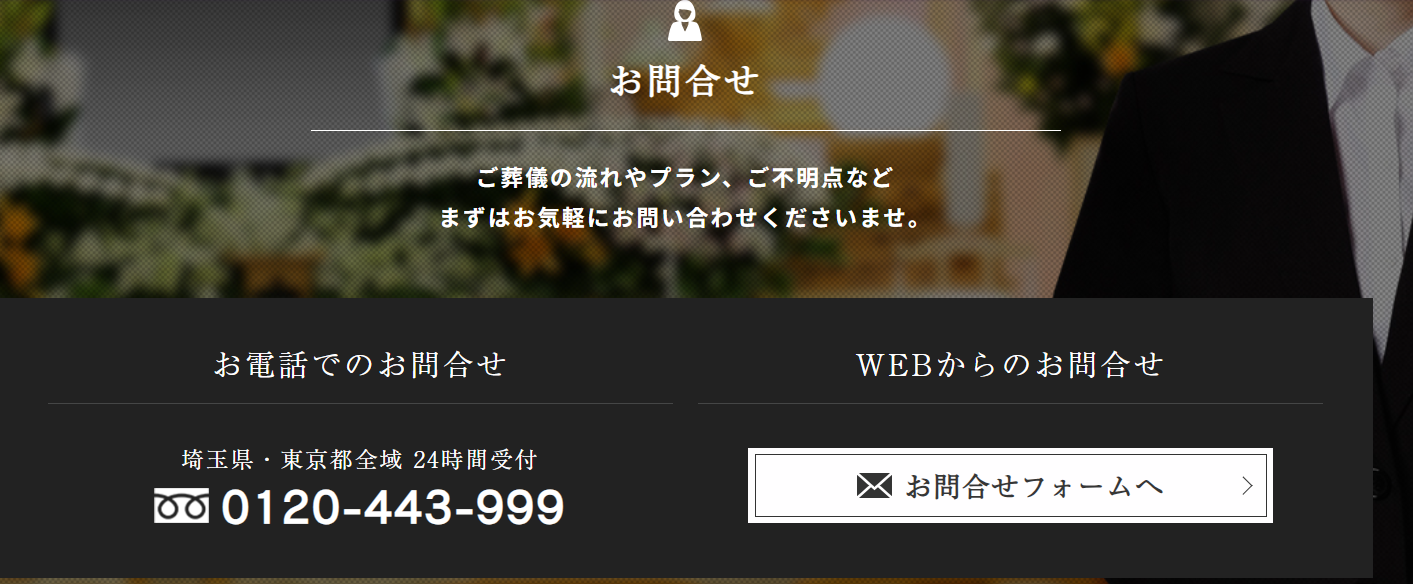 お問合せ
ご葬儀の流れやプラン、ご不明点など
まずはお気軽にお問い合わせくださいませ。
お電話でのお問合せ
埼玉県・東京都全域 24時間受付
0120-443-999
WEBからのお問合せ
お問合せフォームへ